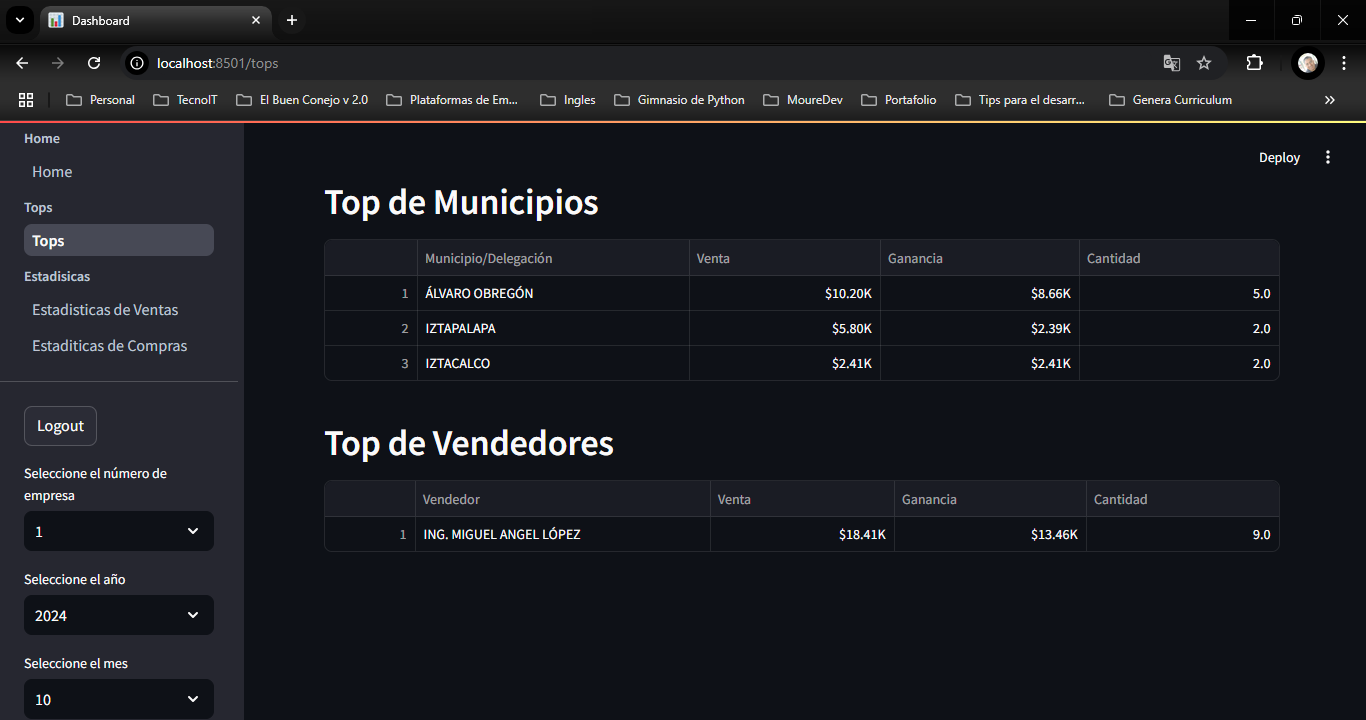 Dashboard
localhost:8501/tops
Personal
TecnoIT
El Buen Conejo v 2.0
Plataformas de Em...
Ingles
Gimnasio de Python
MoureDev
Portafolio
Tips para el desarr...
Genera Curriculum
Home
Home
Tops
Tops
Estadisicas
Estadisticas de Ventas
Estaditicas de Compras
Logout
Seleccione el número de
empresa
1
Seleccione el año
2024
Seleccione el mes
10
Deploy
Top de Municipios
Municipio/Delegación Venta Ganancia Cantidad
1 ÁLVARO OBREGÓN $10.20K $8.66K 5.0
2 IZTAPALAPA $5.80K $2.39K 2.0
3 IZTACALCO $2.41K $2.41K 2.0
Top de Vendedores
Vendedor Venta Ganancia Cantidad
1 ING. MIGUEL ANGEL LÓPEZ $18.41K $13.46K 9.0